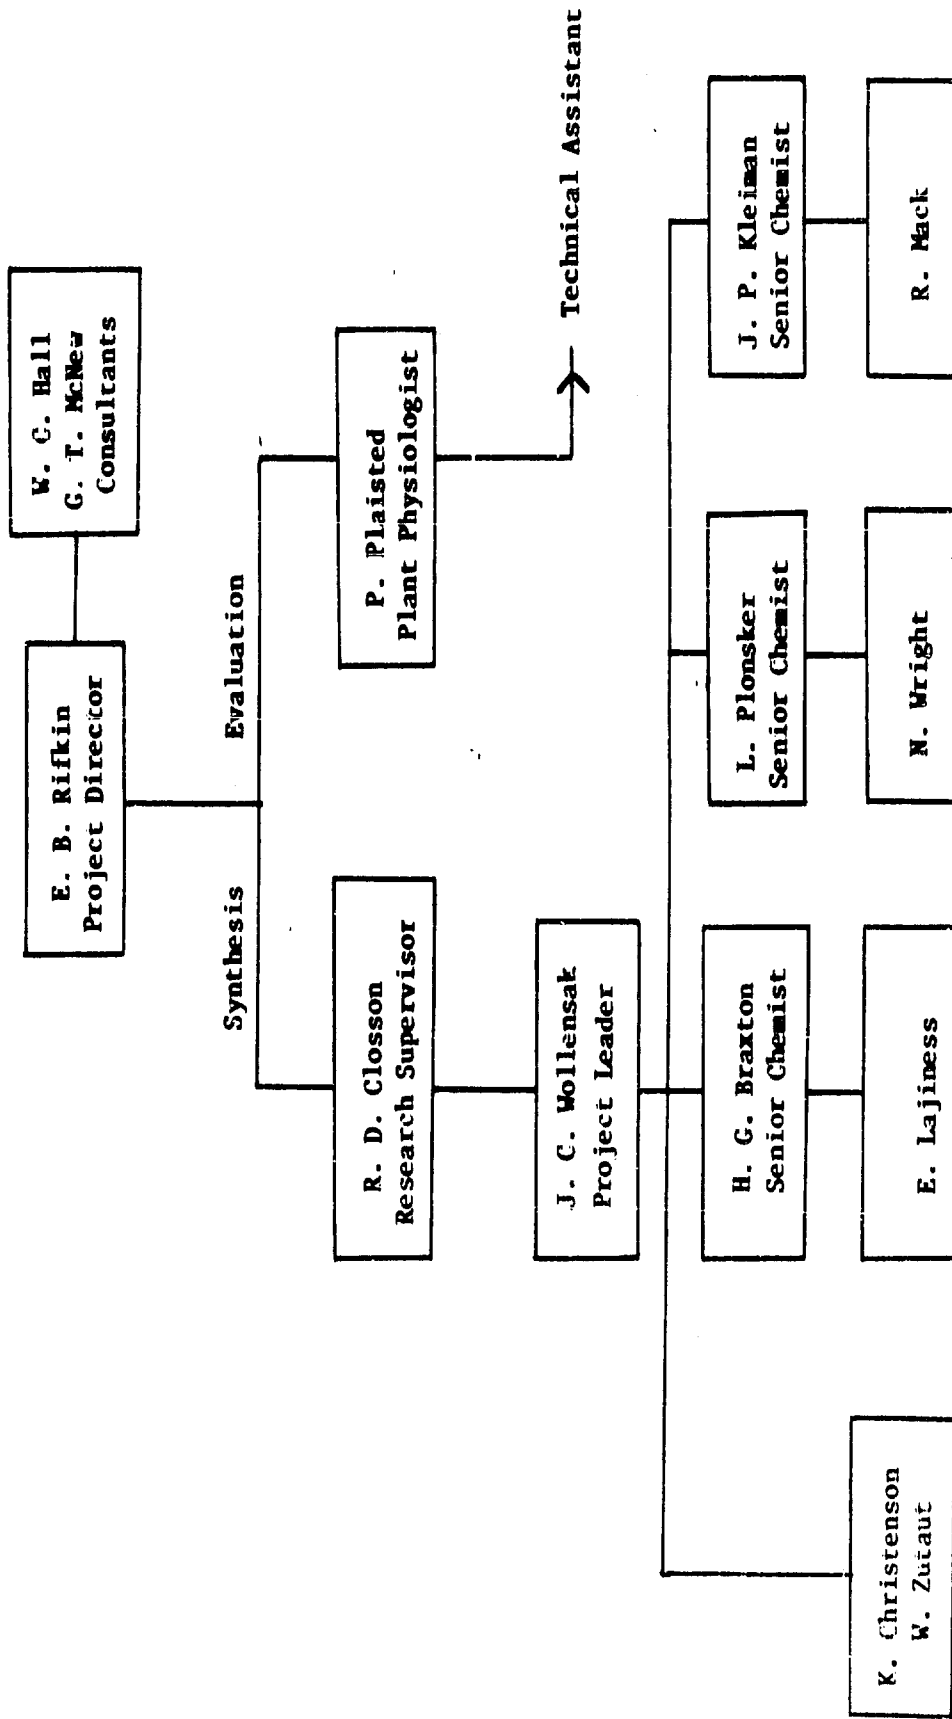 W. C. Hall
G. T. McNew
Consultants
E. B. Rifkin
Project Director
Synthesis
Evaluation
R. D. Closson
Research Supervisor
P. Plaisted
Plant Physiologist
J. C. Wollensak
Project Leader
Technical Assistant
H. G. Braxton
Senior Chemist
L. Plonsker
Senior Chemist
J. P. Kleiman
Senior Chemist
K. Christenson
W. Zutaut
E. Lajiness
N. Wright
R. Mack